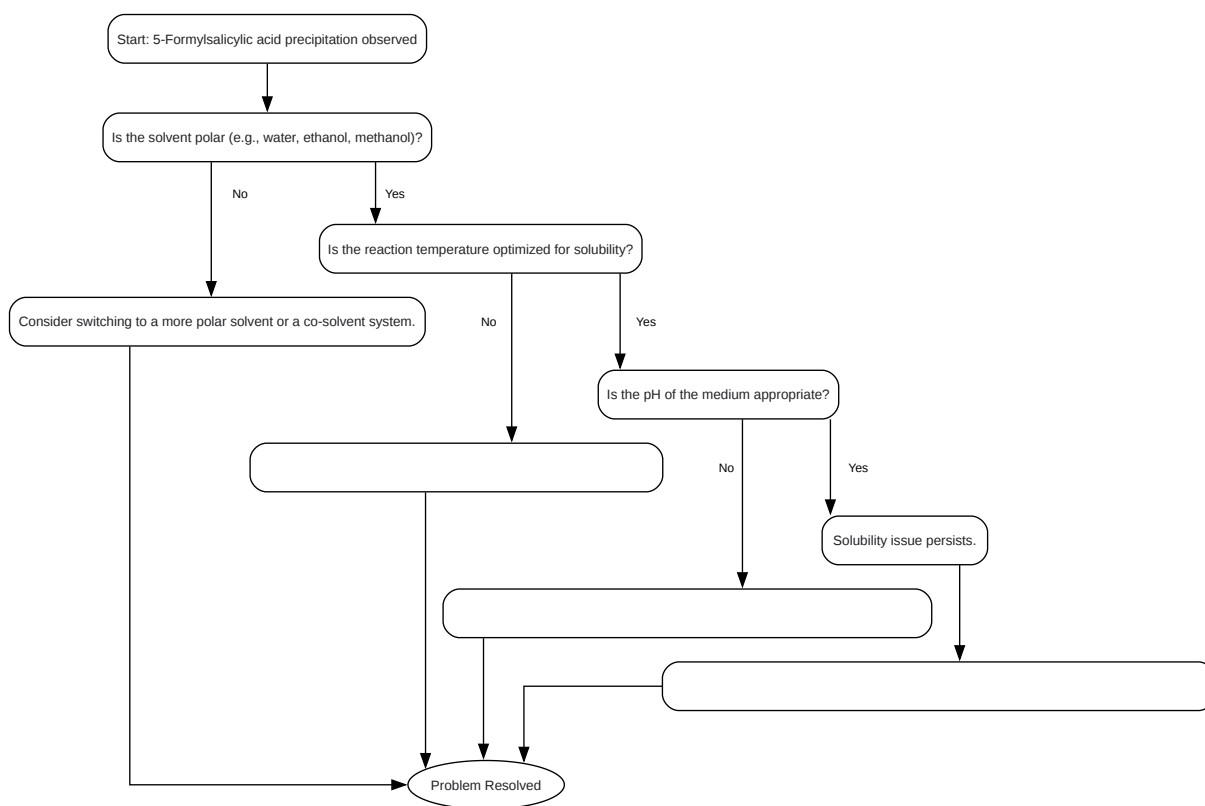 Start: 5-Formylsalicylic acid precipitation observed
Is the solvent polar (e.g., water, ethanol, methanol)?
No
Yes
Is the reaction temperature optimized for solubility?
Consider switching to a more polar solvent or a co-solvent system.
No
Yes
Is the pH of the medium appropriate?
No
Yes
Solubility issue persists.
Problem Resolved